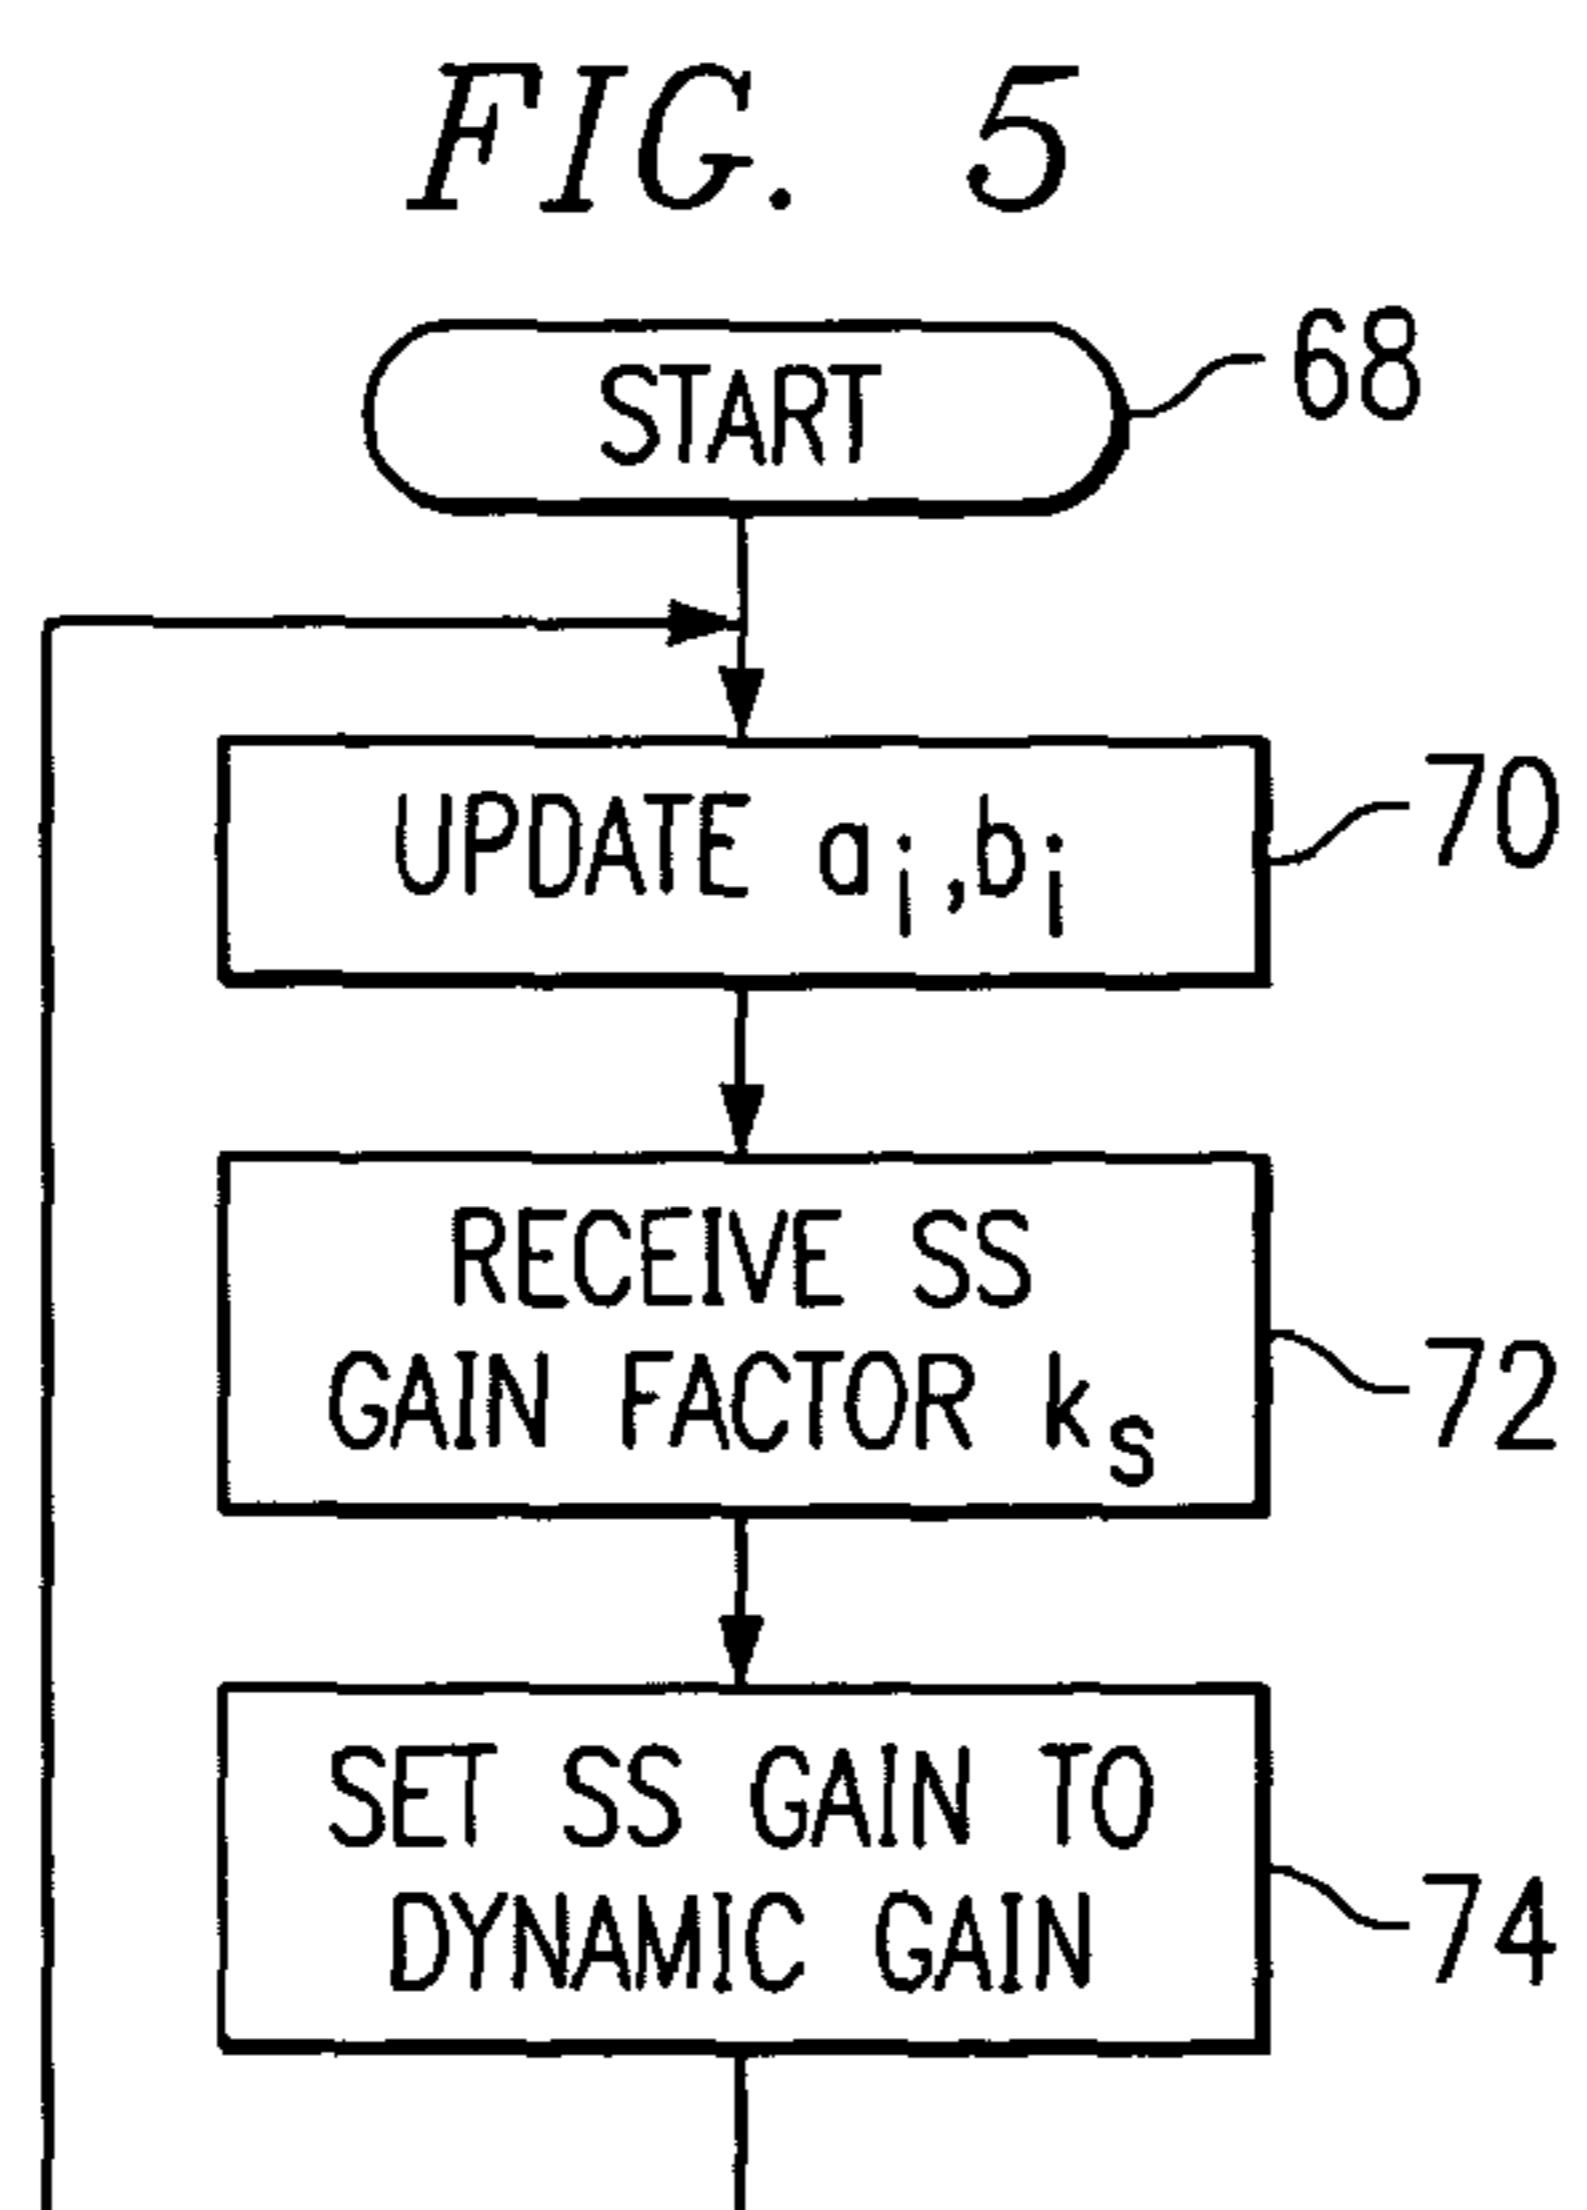 FIG. 5
START
68
UPDATE a_i,b_i
70
RECEIVE SS
GAIN FACTOR k_s
72
SET SS GAIN TO
DYNAMIC GAIN
74